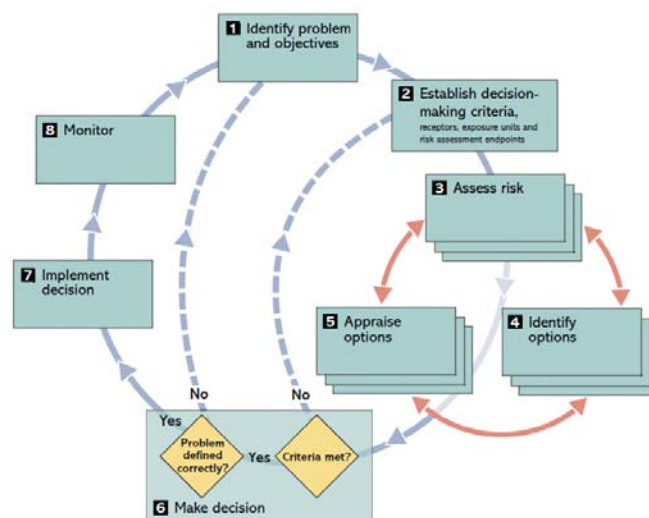 1 Identify problem
and objectives
2 Establish decision-
making criteria,
receptors, exposure units and
risk assessment endpoints
3 Assess risk
4 Identify
options
5 Appraise
options
Criteria met?
No
Yes
Problem
defined
correctly?
No
Yes
6 Make decision
7 Implement
decision
8 Monitor